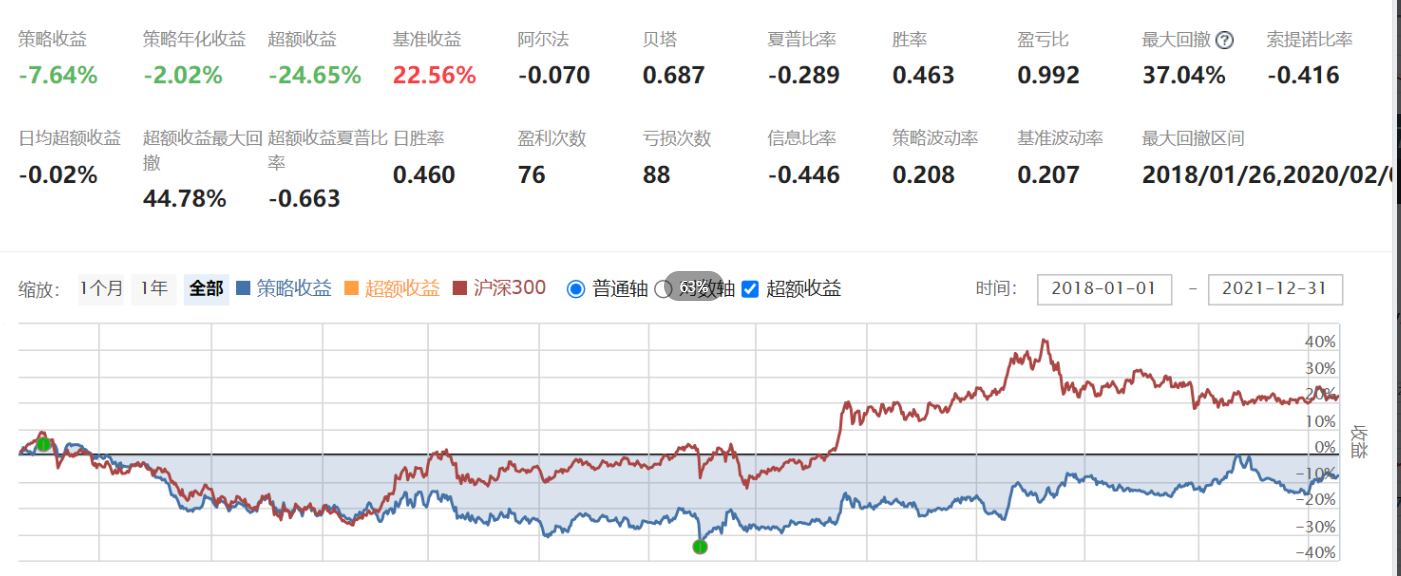 策略收益 策略年化收益 超额收益 基准收益 阿尔法 贝塔 夏普比率 胜率 盈亏比 最大回撤 ? 索提诺比率
-7.64% -2.02% -24.65% 22.56% -0.070 0.687 -0.289 0.463 0.992 37.04% -0.416
日均超额收益 超额收益最大回撤 超额收益夏普比率 日胜率 盈利次数 亏损次数 信息比率 策略波动率 基准波动率 最大回撤区间
-0.02% 44.78% -0.663 0.460 76 88 -0.446 0.208 0.207 2018/01/26,2020/02/
缩放: 1个月 1年 全部 策略收益 超额收益 沪深300 普通轴 63% 数轴 超额收益 时间: 2018-01-01 - 2021-12-31
40%
30%
20%
10%
0%
-10%
-20%
-30%
-40%
收益